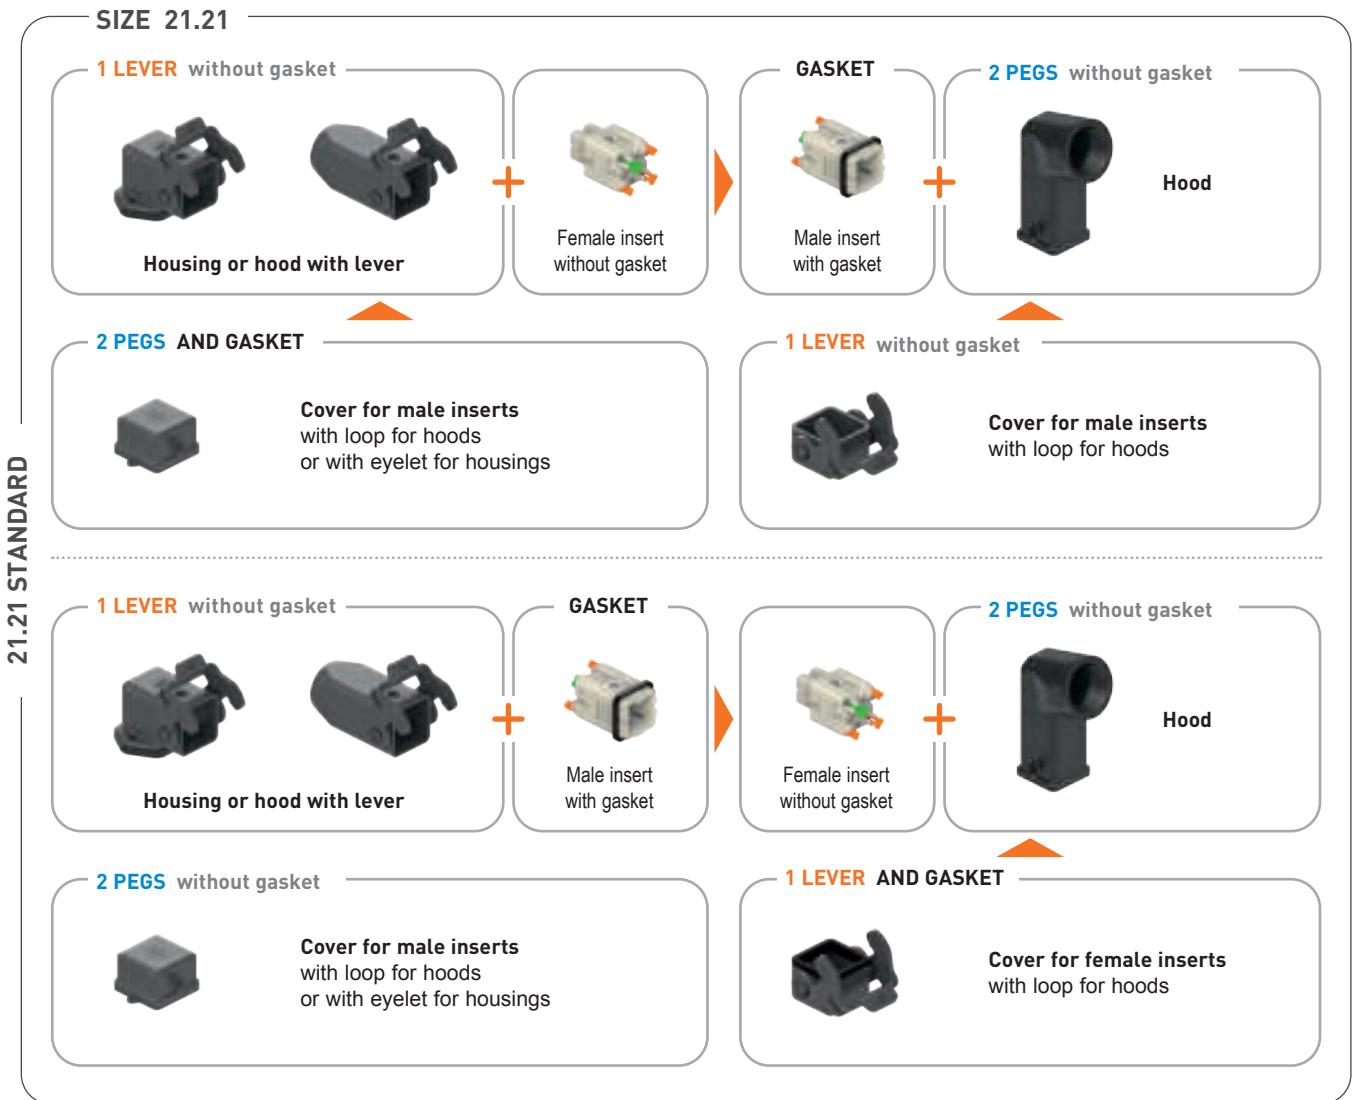 SIZE 21.21
21.21 STANDARD
1 LEVER without gasket
Housing or hood with lever
Female insert
without gasket
GASKET
Male insert
with gasket
2 PEGS without gasket
Hood
2 PEGS AND GASKET
Cover for male inserts
with loop for hoods
or with eyelet for housings
1 LEVER without gasket
Cover for male inserts
with loop for hoods
1 LEVER without gasket
Housing or hood with lever
GASKET
Male insert
with gasket
Female insert
without gasket
2 PEGS without gasket
Hood
2 PEGS without gasket
Cover for male inserts
with loop for hoods
or with eyelet for housings
1 LEVER AND GASKET
Cover for female inserts
with loop for hoods